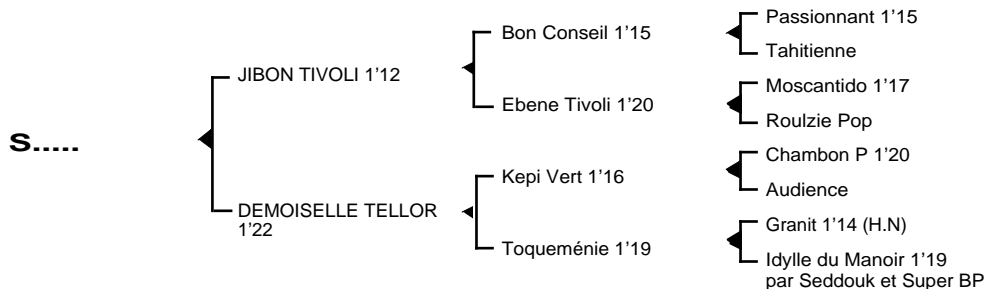 S.....
JIBON TIVOLI 1'12
DEMOISELLE TELLOR
1'22
Bon Conseil 1'15
Ebene Tivoli 1'20
Kepi Vert 1'16
Toqueménie 1'19
Passionnant 1'15
Tahitienne
Moscantido 1'17
Roulzie Pop
Chambon P 1'20
Audience
Granit 1'14 (H.N)
Idylle du Manoir 1'19
par Seddouk et Super BP